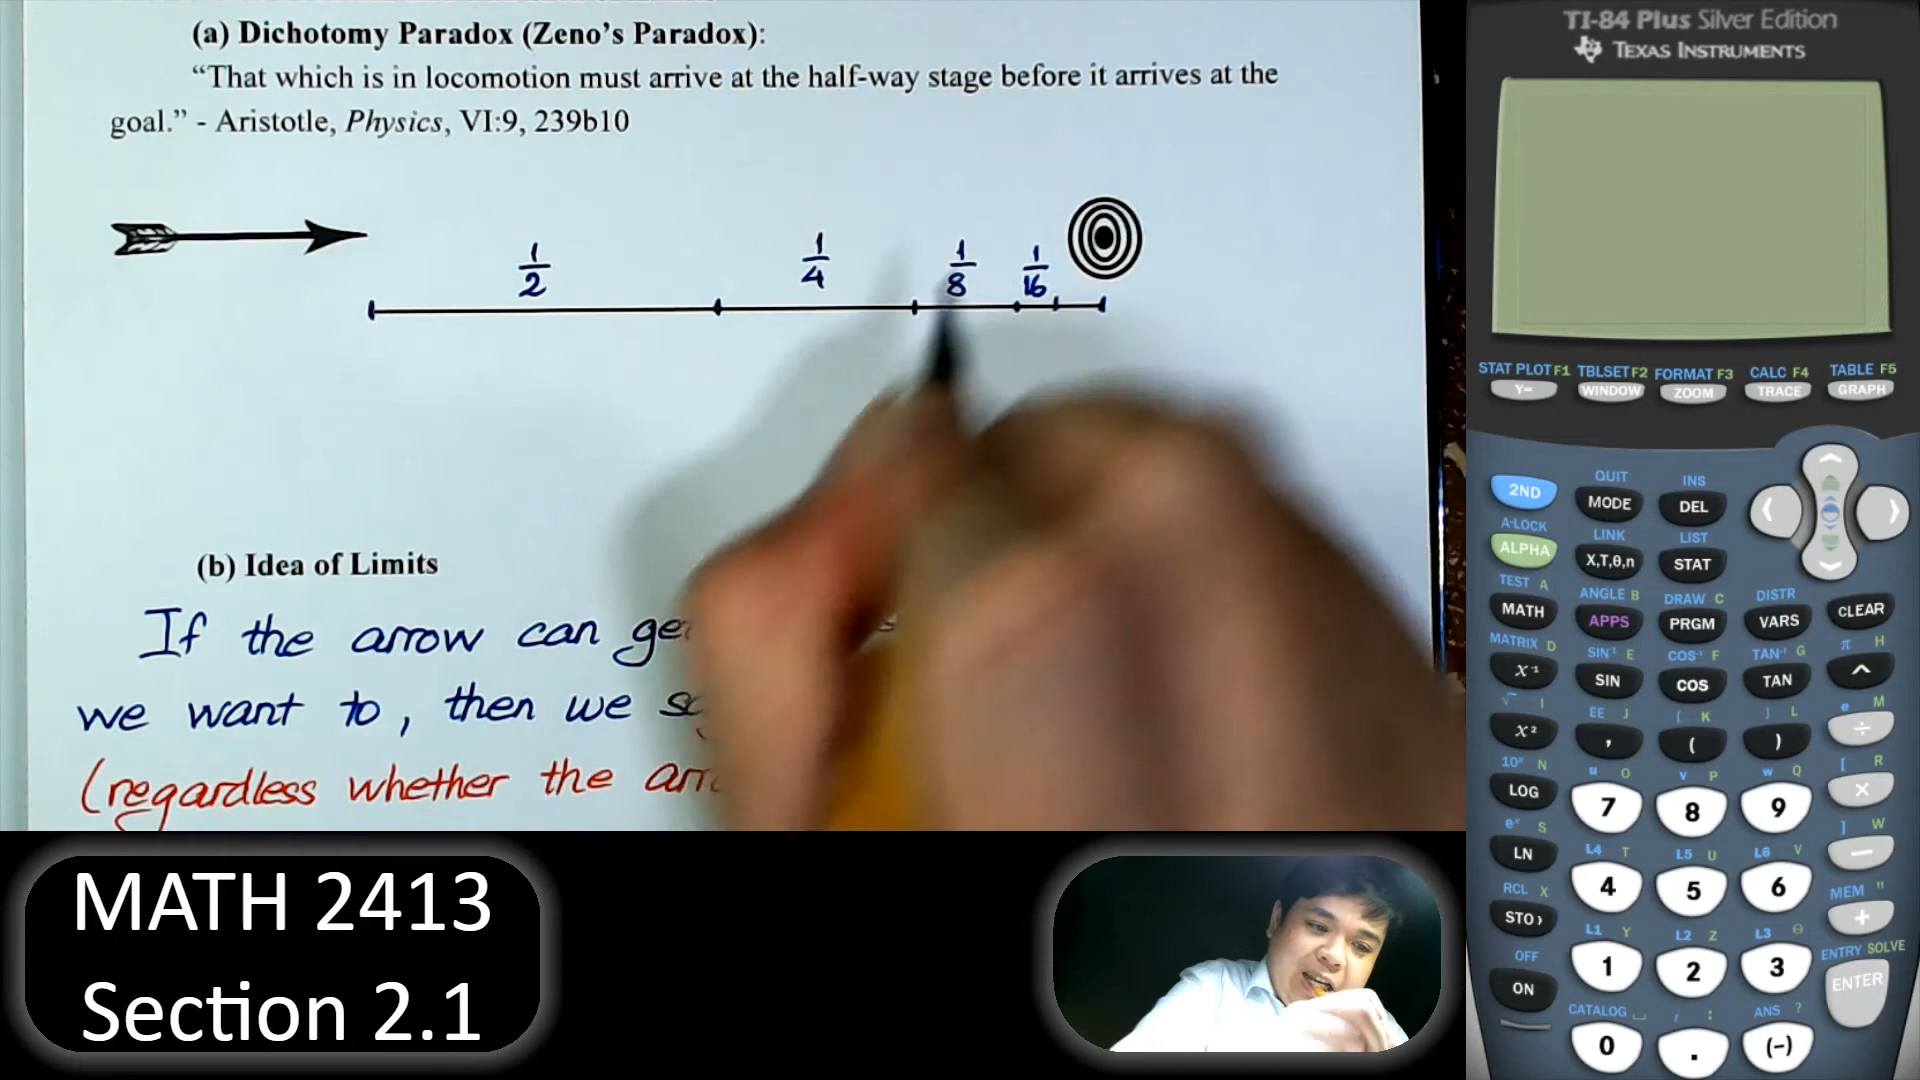 (a) Dichotomy Paradox (Zeno's Paradox):
“That which is in locomotion must arrive at the half-way stage before it arrives at the
goal.” - Aristotle, Physics, VI:9, 239b10
1/2 1/4 1/8 1/16
(b) Idea of Limits
If the arrow can
we want to, then we
(regardless whether the
MATH 2413
Section 2.1
TI-84 Plus Silver Edition
TEXAS INSTRUMENTS
STAT PLOT F1 TBLSET F2 FORMAT F3 CALC F4 TABLE F5
Y= WINDOW ZOOM TRACE GRAPH
QUIT INS
2ND MODE DEL
A-LOCK LINK LIST
ALPHA X,T,θ,n STAT
TEST A ANGLE B DRAW C DISTR
MATH APPS PRGM VARS CLEAR
MATRIX D SIN⁻¹ E COS⁻¹ F TAN⁻¹ G π H
x⁻¹ SIN COS TAN ^
√ I EE J { K } L e M
x² , ( ) ÷
10ˣ N u O v P w Q [ R
LOG 7 8 9 ×
eˣ S L4 T L5 U L6 V ] W
LN 4 5 6 −
RCL X L1 Y L2 Z L3 θ MEM "
STO› 1 2 3 +
OFF CATALOG ␣ i : ANS ? ENTRY SOLVE
ON 0 . (-) ENTER